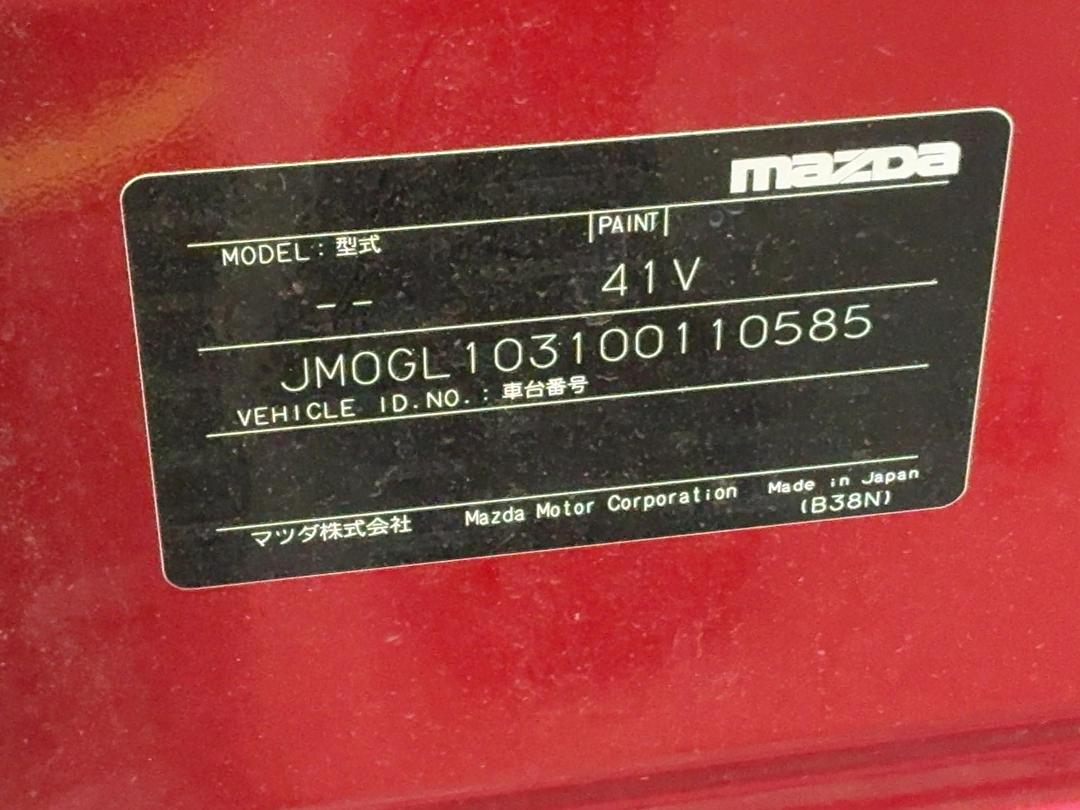 mazda
MODEL：型式 PAINT
-- 41V
JM0GL103100110585
VEHICLE ID.NO.：車台番号
マツダ株式会社 Mazda Motor Corporation Made in Japan
(B38N)